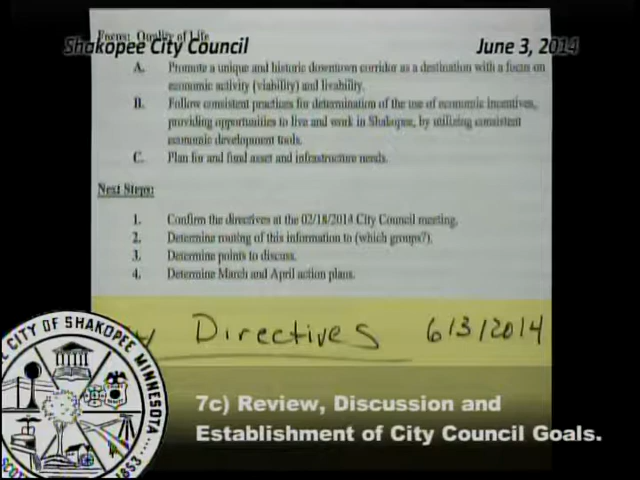 Focus: Quality of Life
Shakopee City Council
June 3, 2014
A. Promote a unique and historic downtown corridor as a destination with a focus on
economic activity (viability) and livability.
B. Follow consistent practices for determination of the use of economic incentives,
providing opportunities to live and work in Shakopee, by utilizing consistent
economic development tools.
C. Plan for and fund asset and infrastructure needs.
Next Steps:
1. Confirm the directives at the 02/18/2014 City Council meeting.
2. Determine routing of this information to (which groups?).
3. Determine points to discuss.
4. Determine March and April action plans.
Directives 6/3/2014
THE CITY OF SHAKOPEE MINNESOTA
1853
7c) Review, Discussion and
Establishment of City Council Goals.